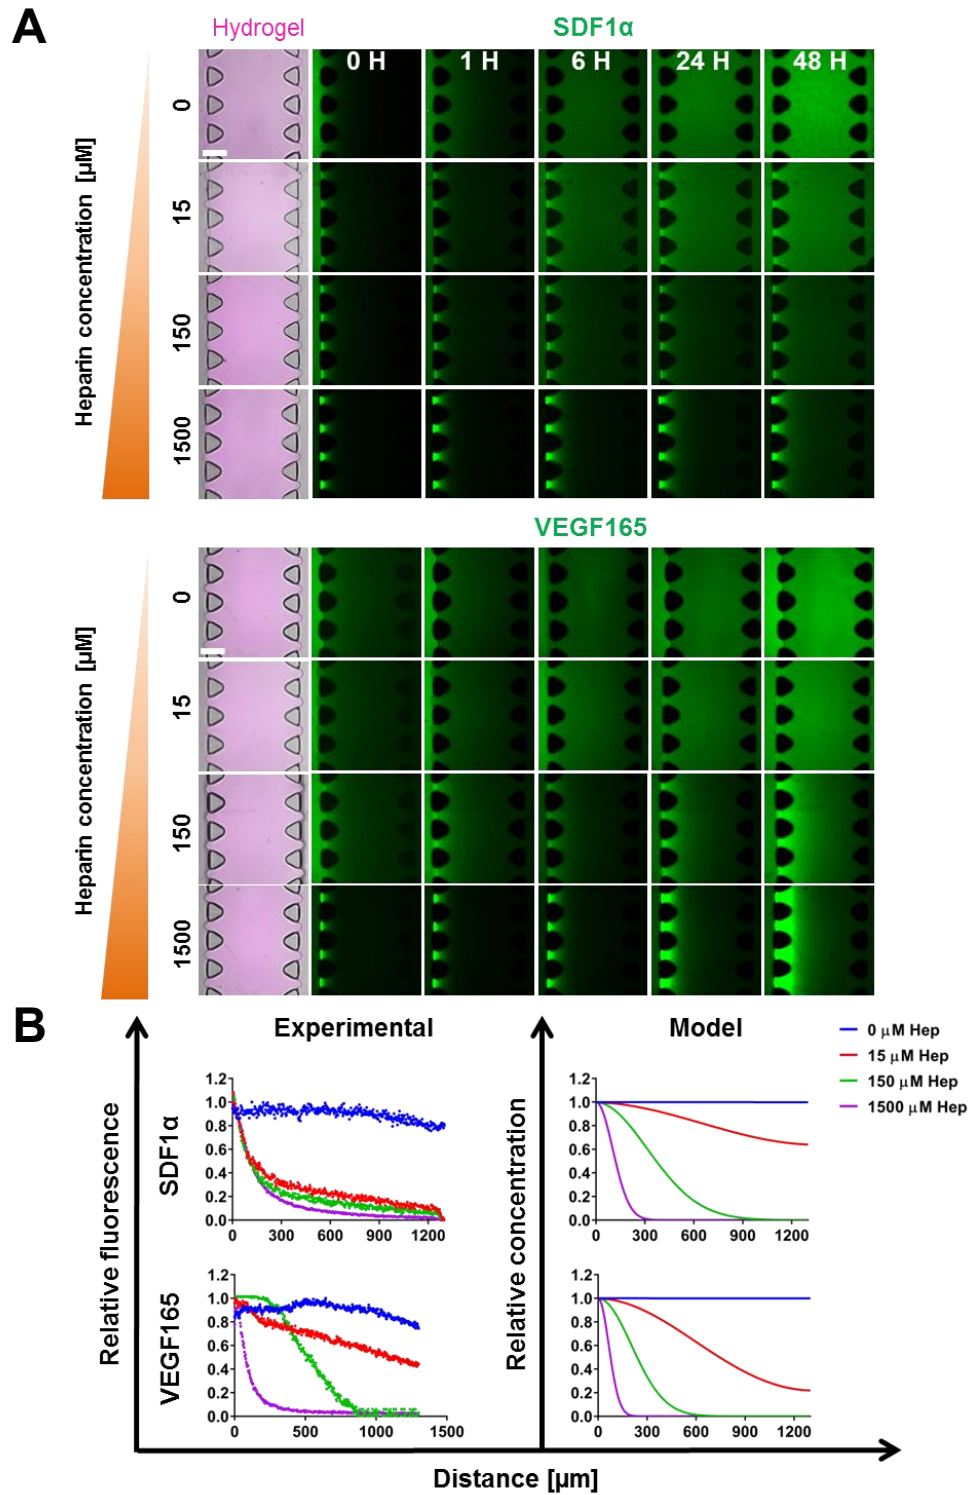 A
Hydrogel
SDF1α
0 H
1 H
6 H
24 H
48 H
Heparin concentration [µM]
0
15
150
1500
VEGF165
Heparin concentration [µM]
0
15
150
1500
B
Experimental
Model
0 µM Hep
15 µM Hep
150 µM Hep
1500 µM Hep
Relative fluorescence
SDF1α
1.2
1.0
0.8
0.6
0.4
0.2
0.0
0 300 600 900 1200
Relative concentration
1.2
1.0
0.8
0.6
0.4
0.2
0.0
0 300 600 900 1200
VEGF165
1.2
1.0
0.8
0.6
0.4
0.2
0.0
0 500 1000 1500
1.2
1.0
0.8
0.6
0.4
0.2
0.0
0 300 600 900 1200
Distance [µm]